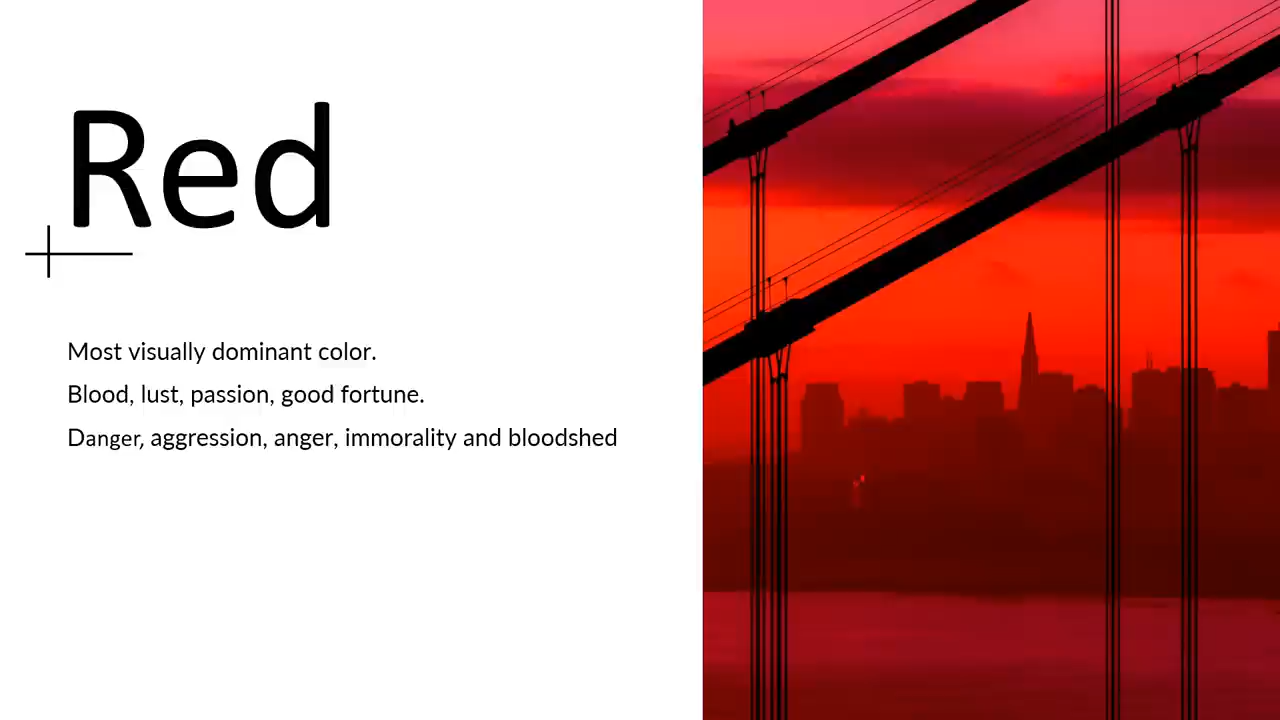 Red
Most visually dominant color.
Blood, lust, passion, good fortune.
Danger, aggression, anger, immorality and bloodshed